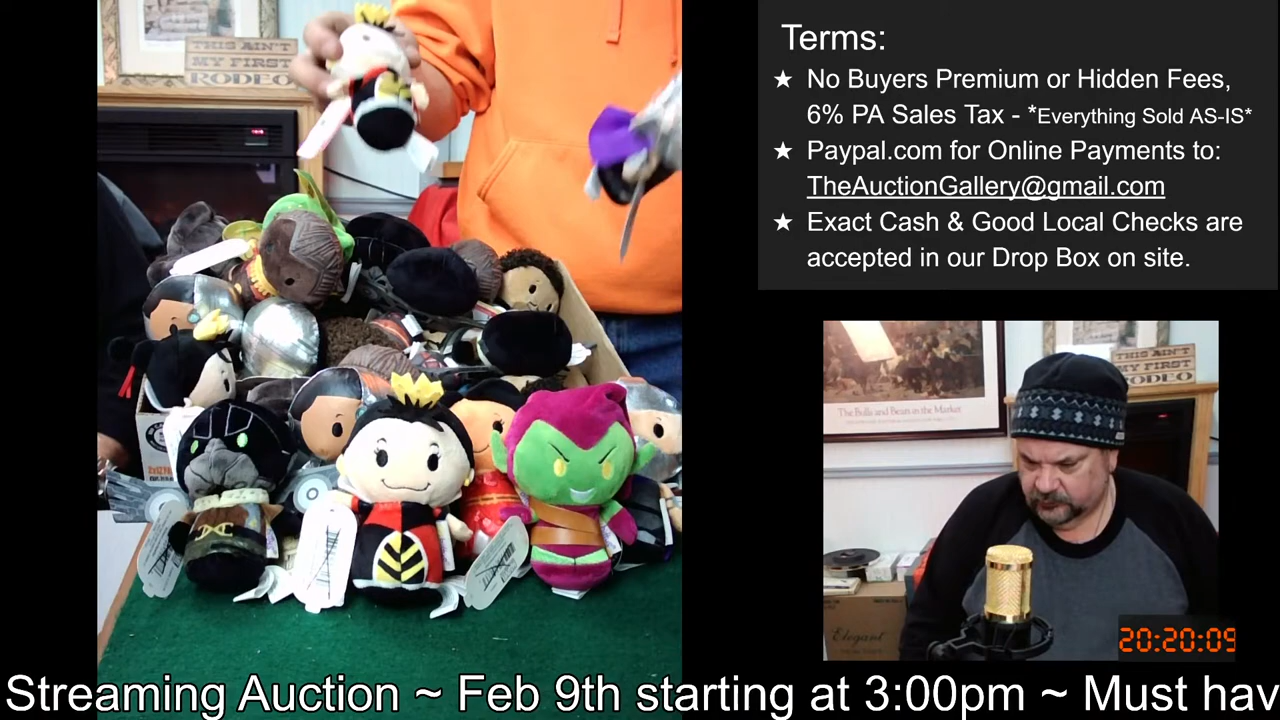 THIS AIN'T
MY FIRST
RODEO
Terms:
★ No Buyers Premium or Hidden Fees,
6% PA Sales Tax - *Everything Sold AS-IS*
★ Paypal.com for Online Payments to:
TheAuctionGallery@gmail.com
★ Exact Cash & Good Local Checks are
accepted in our Drop Box on site.
The Bulls and Bears in the Market
THIS AIN'T
MY FIRST
RODEO
Elegant
20:20:09
Streaming Auction ~ Feb 9th starting at 3:00pm ~ Must hav